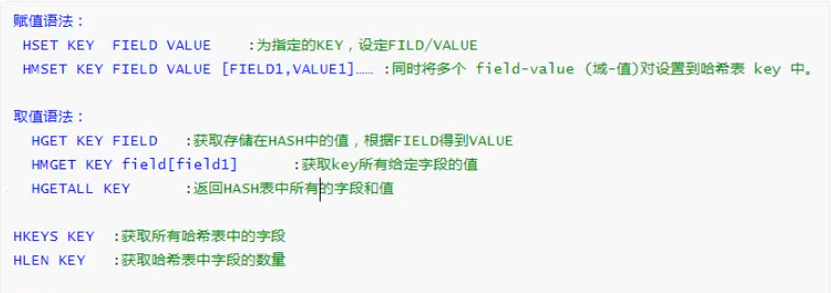 赋值语法：
HSET KEY FIELD VALUE :为指定的KEY，设定FILD/VALUE
HMSET KEY FIELD VALUE [FIELD1,VALUE1]…… :同时将多个 field-value (域-值)对设置到哈希表 key 中。
取值语法：
HGET KEY FIELD :获取存储在HASH中的值，根据FIELD得到VALUE
HMGET KEY field[field1] :获取key所有给定字段的值
HGETALL KEY :返回HASH表中所有的字段和值
HKEYS KEY :获取所有哈希表中的字段
HLEN KEY :获取哈希表中字段的数量